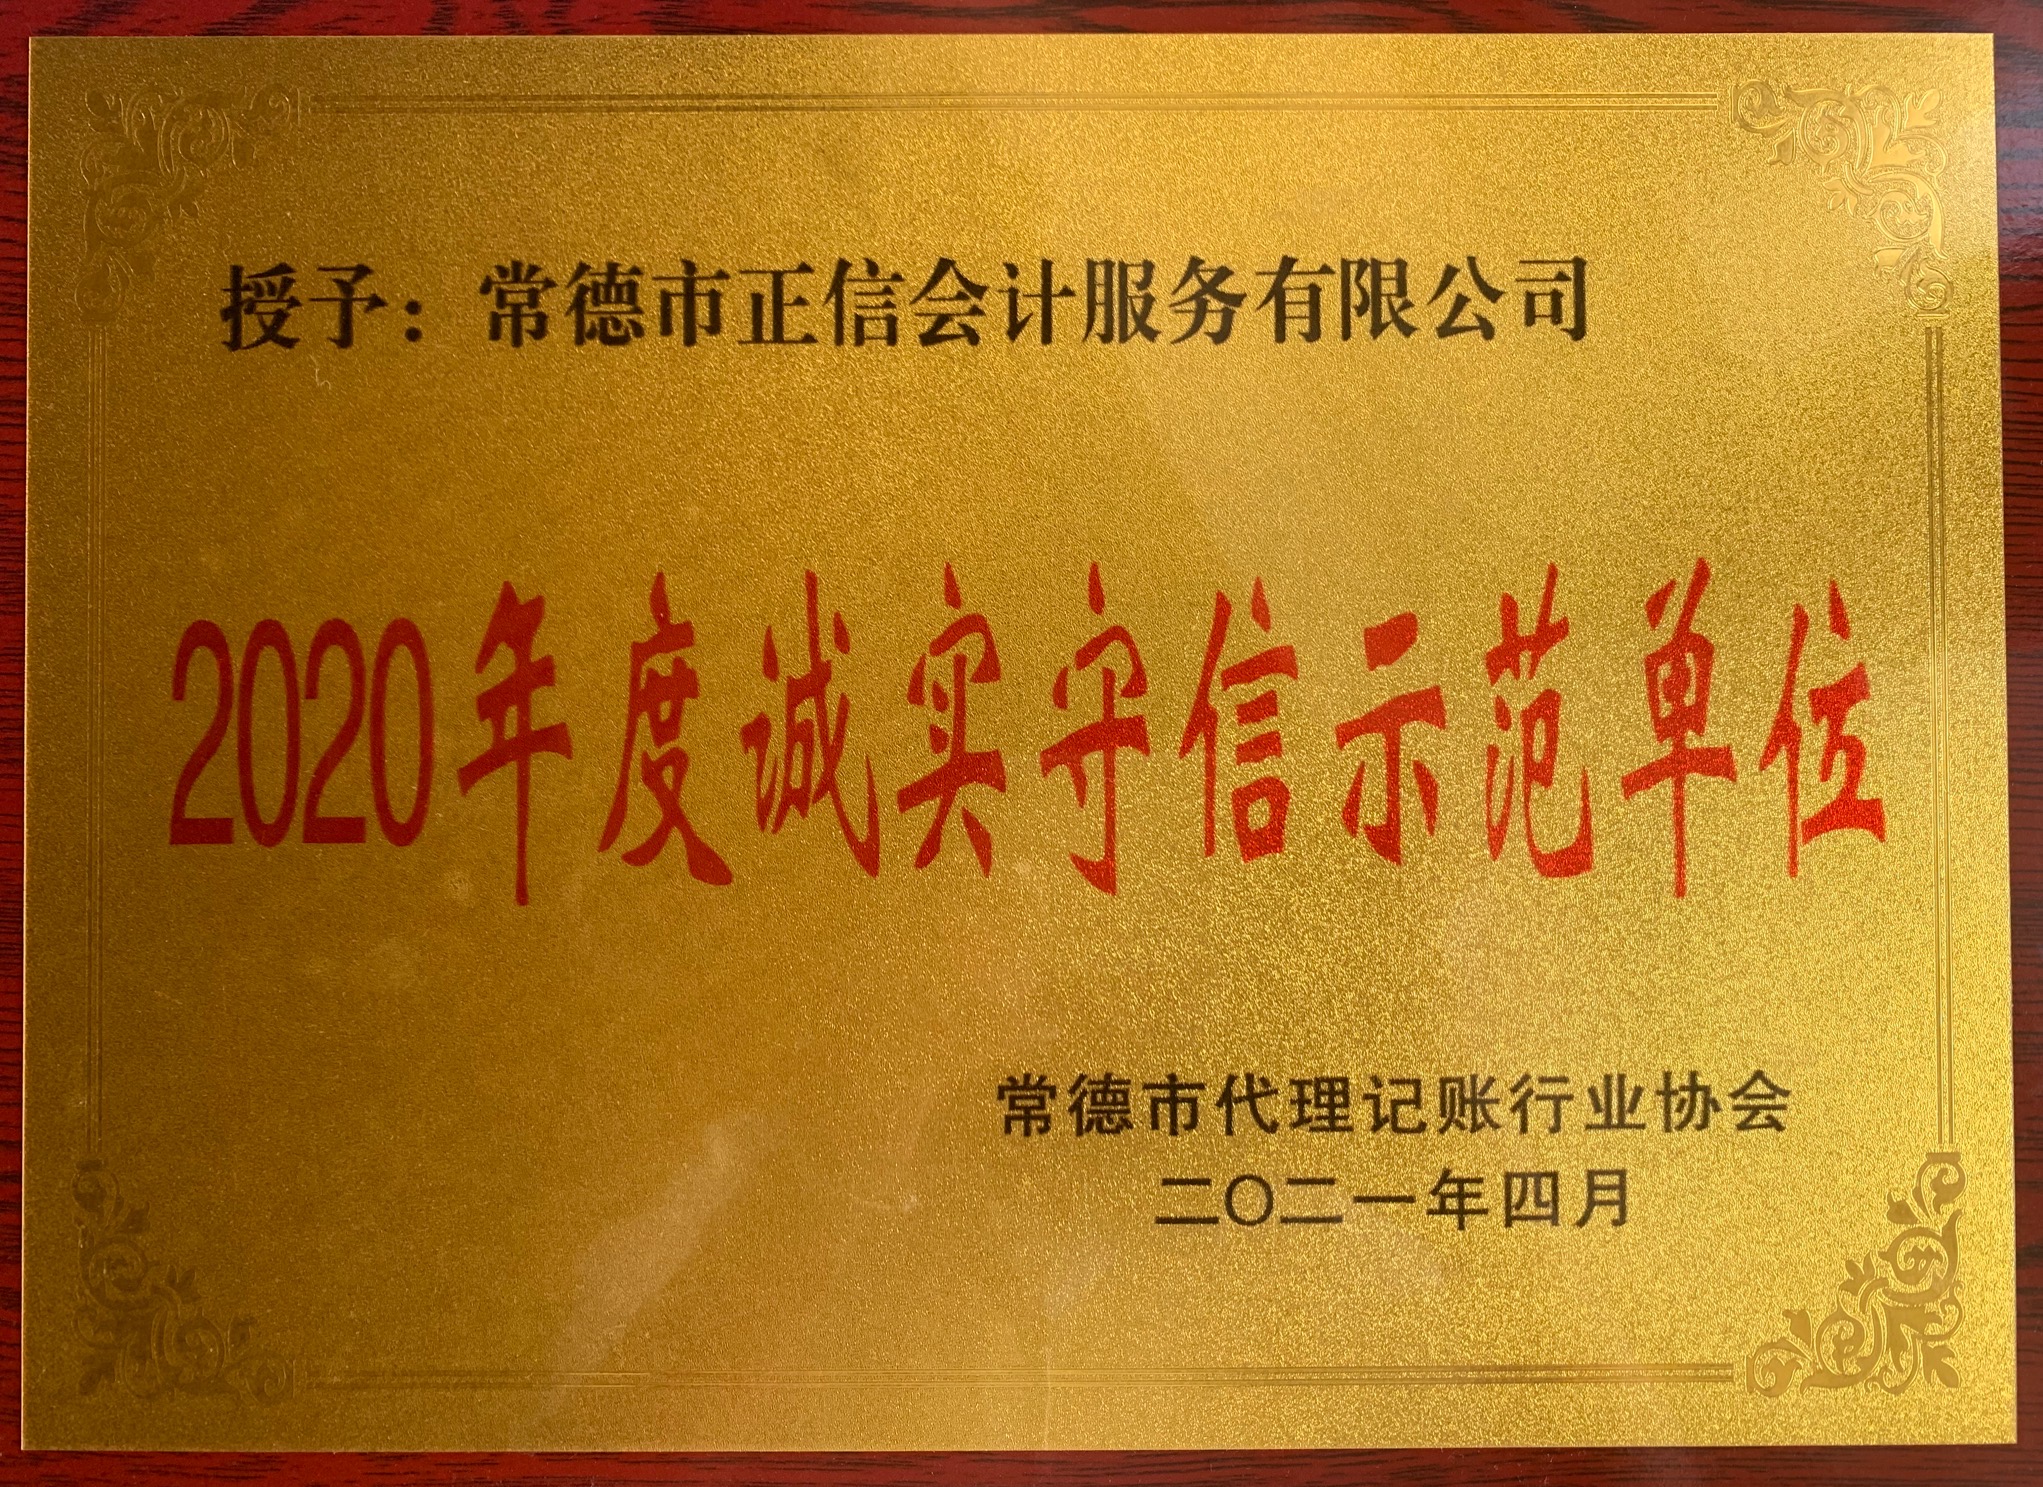 授予：常德市正信会计服务有限公司
2020年度诚实守信示范单位
常德市代理记账行业协会
二〇二一年四月